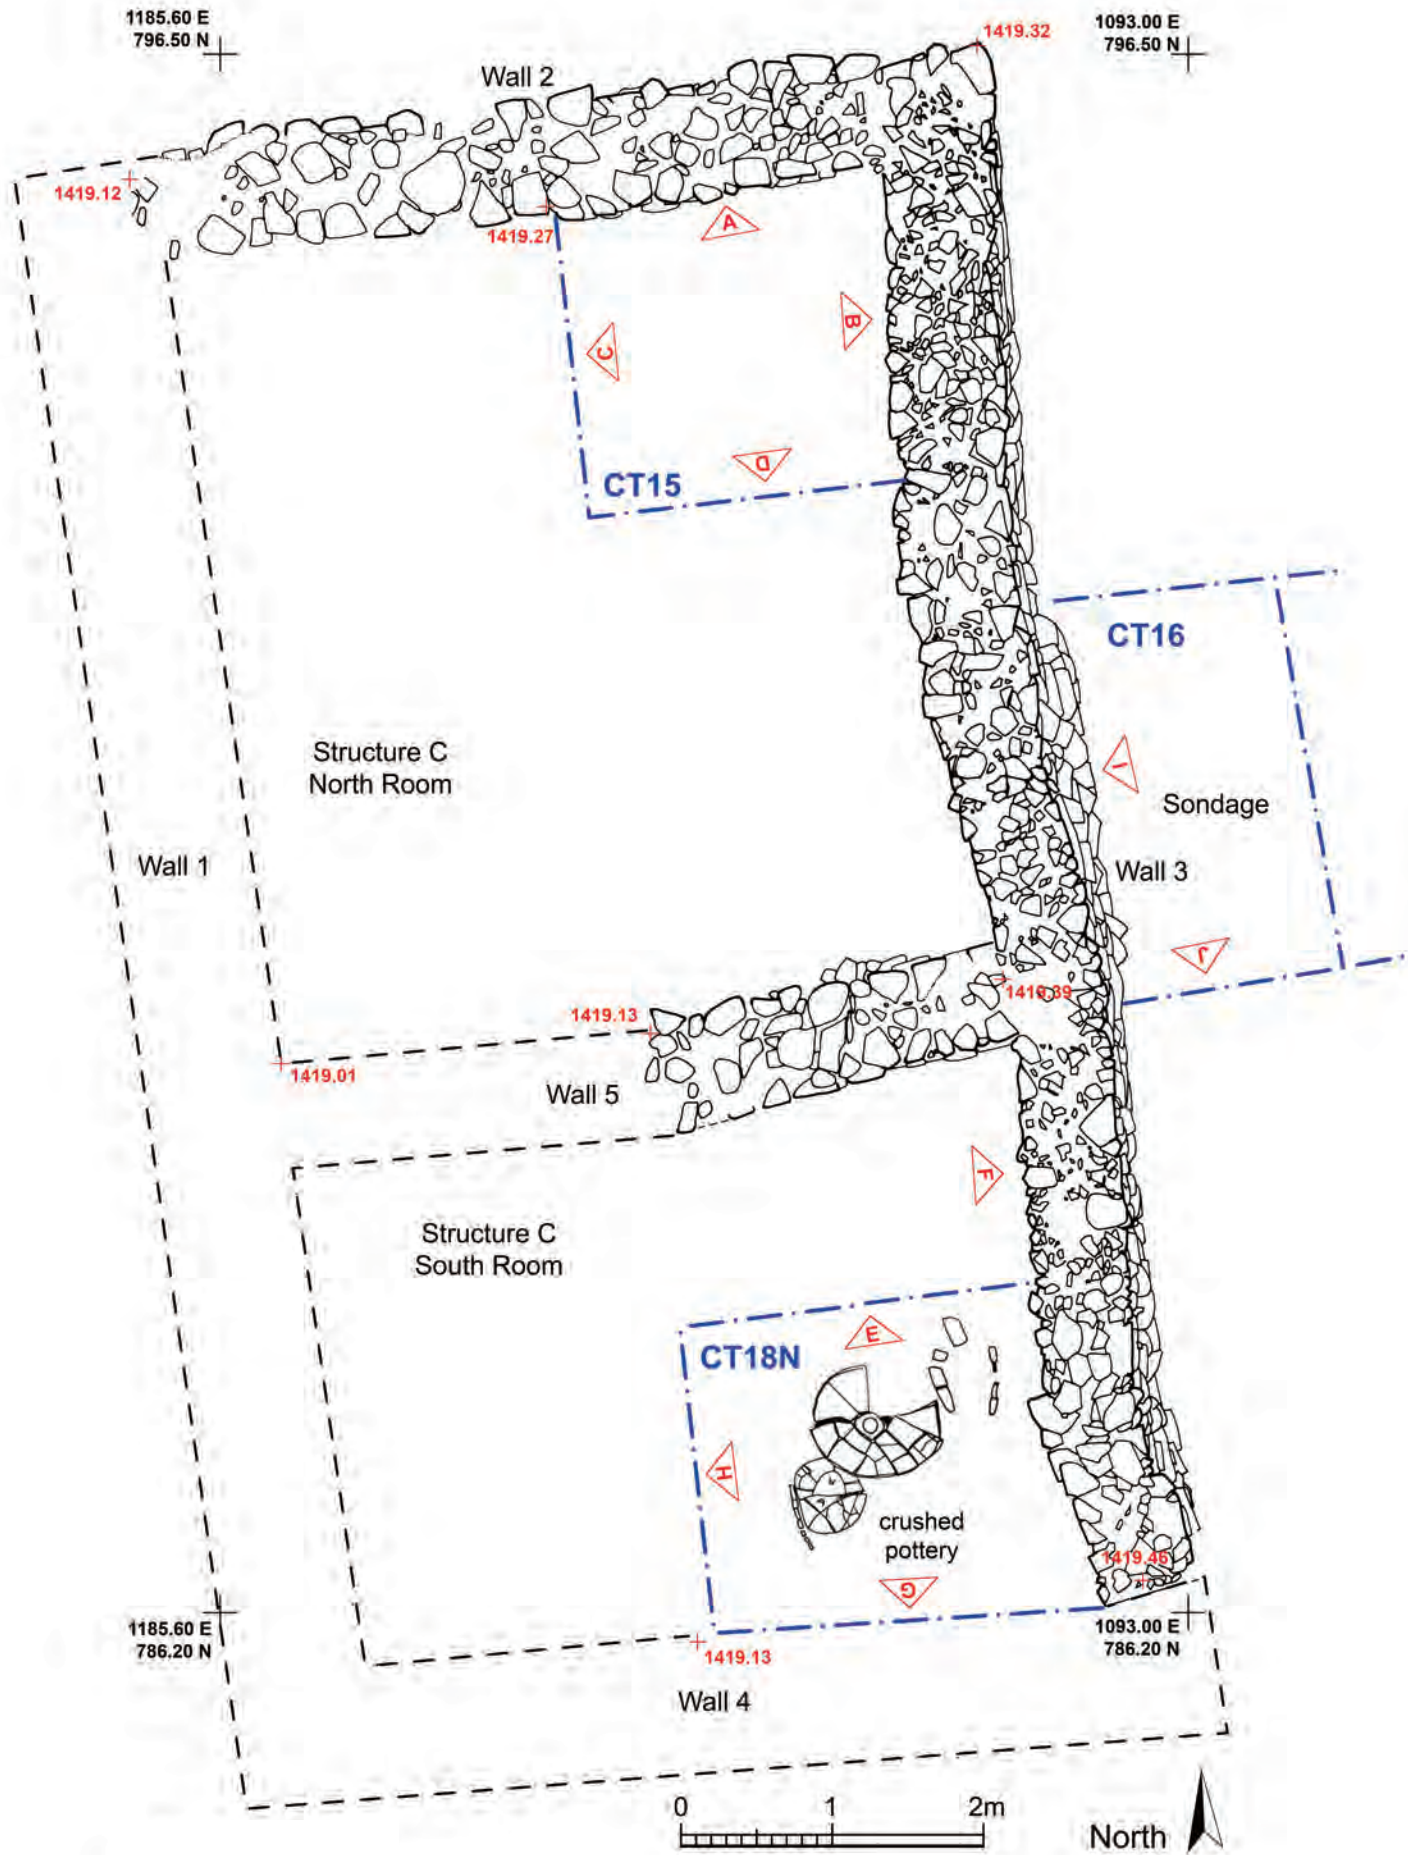 1185.60 E
796.50 N
1419.32
1093.00 E
796.50 N
Wall 2
1419.12
1419.27
A
B
C
D
CT15
CT16
Structure C
North Room
I
Sondage
Wall 1
Wall 3
J
1419.39
1419.13
1419.01
Wall 5
F
Structure C
South Room
E
CT18N
H
crushed
pottery
1419.46
G
1185.60 E
786.20 N
1093.00 E
786.20 N
1419.13
Wall 4
0 1 2m
North